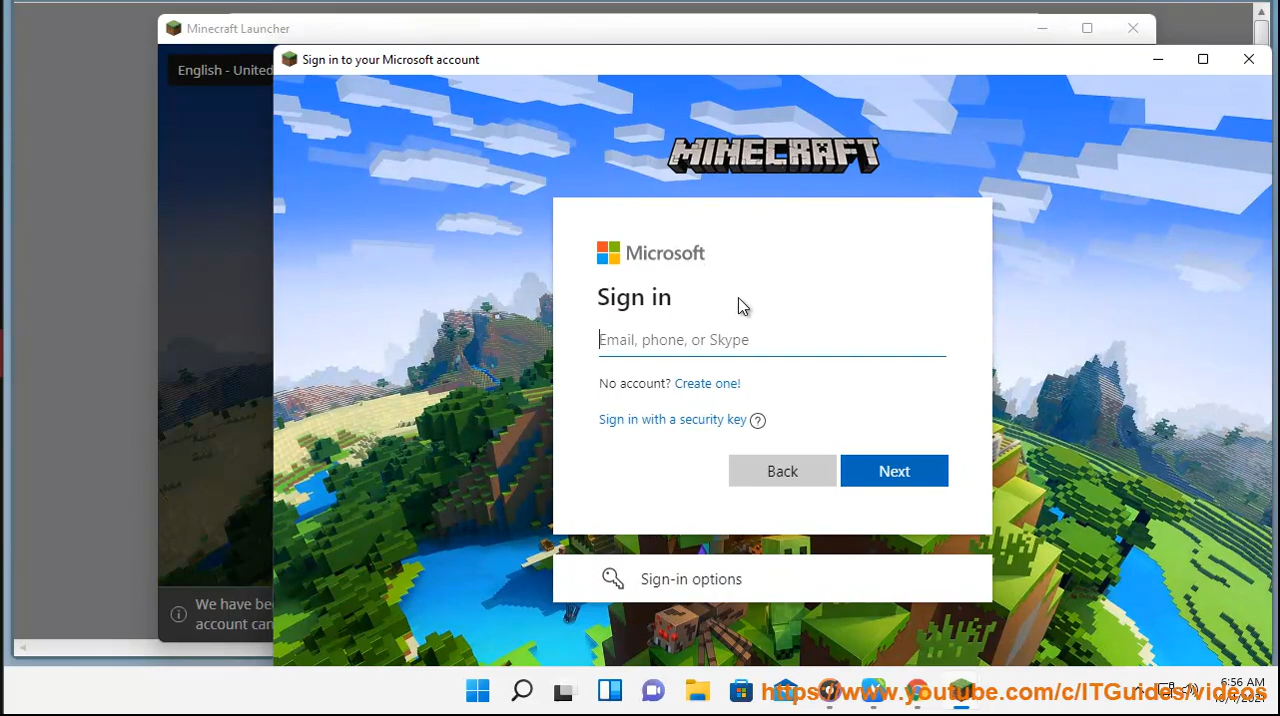 Minecraft Launcher
Sign in to your Microsoft account
English - United
MINECRAFT
Microsoft
Sign in
Email, phone, or Skype
No account? Create one!
Sign in with a security key
Back
Next
Sign-in options
We have be
account can
6:56 AM
https://www.youtube.com/c/ITGuides/videos